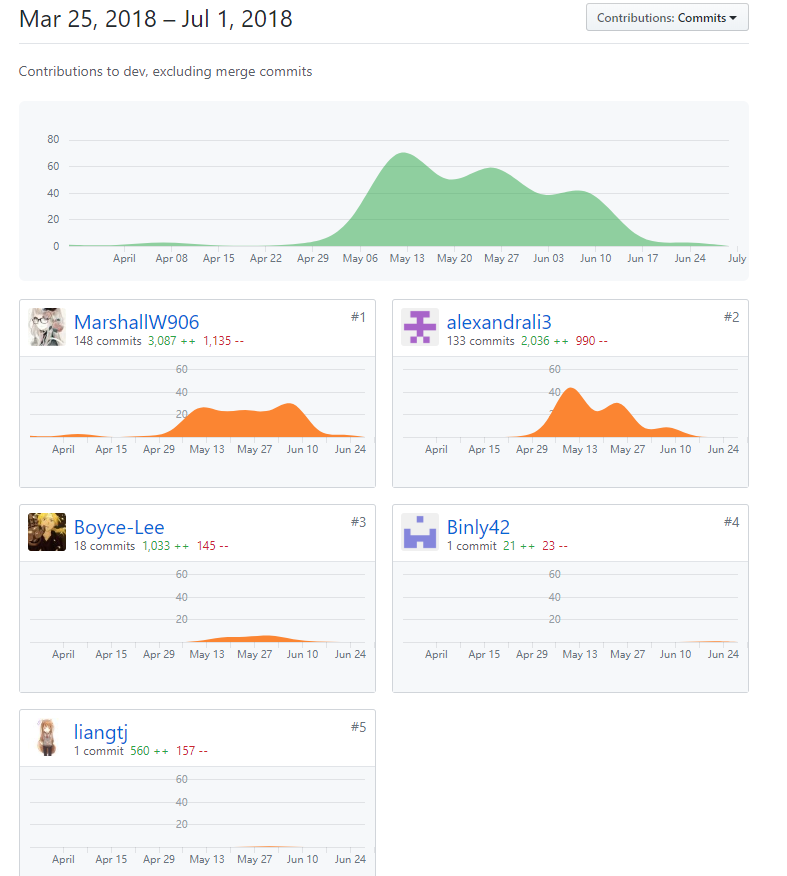 Mar 25, 2018 – Jul 1, 2018
Contributions: Commits
Contributions to dev, excluding merge commits
80
60
40
20
0
April Apr 08 Apr 15 Apr 22 Apr 29 May 06 May 13 May 20 May 27 Jun 03 Jun 10 Jun 17 Jun 24 July
MarshallW906 #1
148 commits 3,087 ++ 1,135 --
60
40
20
April Apr 15 Apr 29 May 13 May 27 Jun 10 Jun 24
alexandrali3 #2
133 commits 2,036 ++ 990 --
60
40
2
April Apr 15 Apr 29 May 13 May 27 Jun 10 Jun 24
Boyce-Lee #3
18 commits 1,033 ++ 145 --
60
40
20
April Apr 15 Apr 29 May 13 May 27 Jun 10 Jun 24
Binly42 #4
1 commit 21 ++ 23 --
60
40
20
April Apr 15 Apr 29 May 13 May 27 Jun 10 Jun 24
liangtj #5
1 commit 560 ++ 157 --
60
40
20
April Apr 15 Apr 29 May 13 May 27 Jun 10 Jun 24